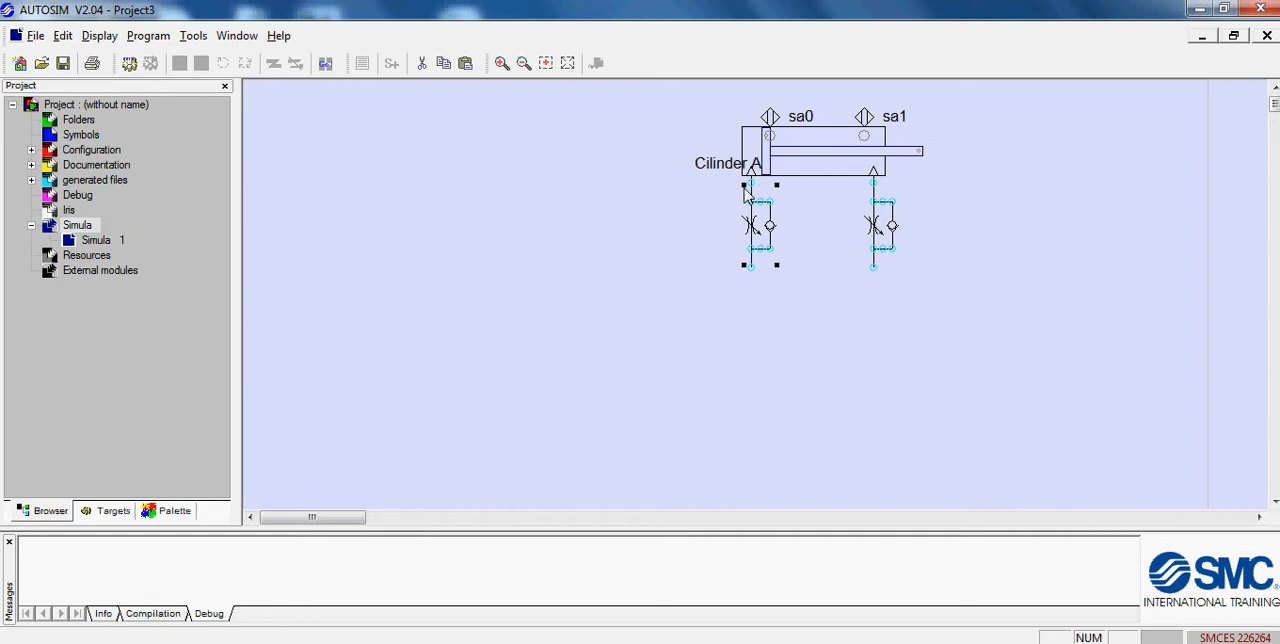 AUTOSIM V2.04 - Project3
File Edit Display Program Tools Window Help
S+
Project
Project : (without name)
Folders
Symbols
Configuration
Documentation
generated files
Debug
Iris
Simula
Simula 1
Resources
External modules
Browser Targets Palette
sa0 sa1
Cilinder A
Messages
Info Compilation Debug
SMC
INTERNATIONAL TRAINING
NUM SMCES 226264